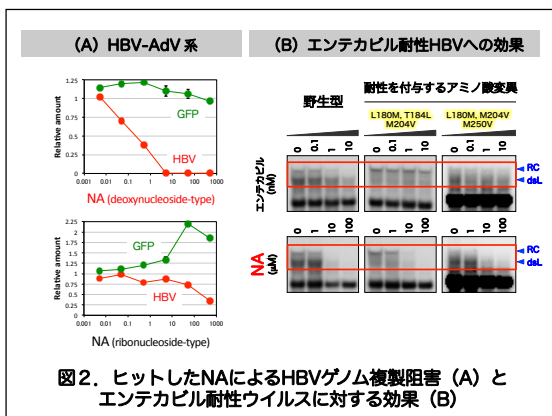 (A) HBV-AdV 系
(B) エンテカビル耐性HBVへの効果
1.25
1
0.75
0.5
0.25
0
Relative amount
GFP
HBV
0.001 0.01 0.1 1 10 100 1000
NA (deoxynucleoside-type)
2.5
2.25
2
1.75
1.5
1.25
1
0.75
0.5
0.25
0
Relative amount
GFP
HBV
0.001 0.01 0.1 1 10 100 1000
NA (ribonucleoside-type)
野生型
耐性を付与するアミノ酸変異
L180M, T184L
M204V
L180M, M204V
M250V
エンテカビル
(nM)
0 0.1 1 10
0 0.1 1 10
0 0.1 1 10
RC
dsL
NA
(μM)
0 1 10 100
0 1 10 100
0 1 10 100
RC
dsL
図2．ヒットしたNAによるHBVゲノム複製阻害（A）と
エンテカビル耐性ウイルスに対する効果（B）